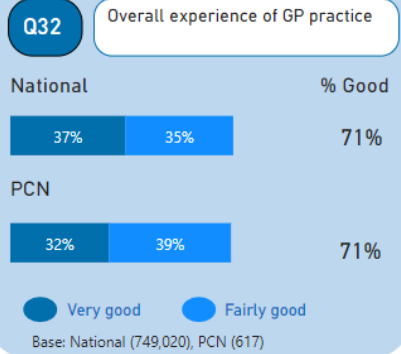 Q32
Overall experience of GP practice
National
% Good
37%
35%
71%
PCN
32%
39%
71%
Very good
Fairly good
Base: National (749,020), PCN (617)